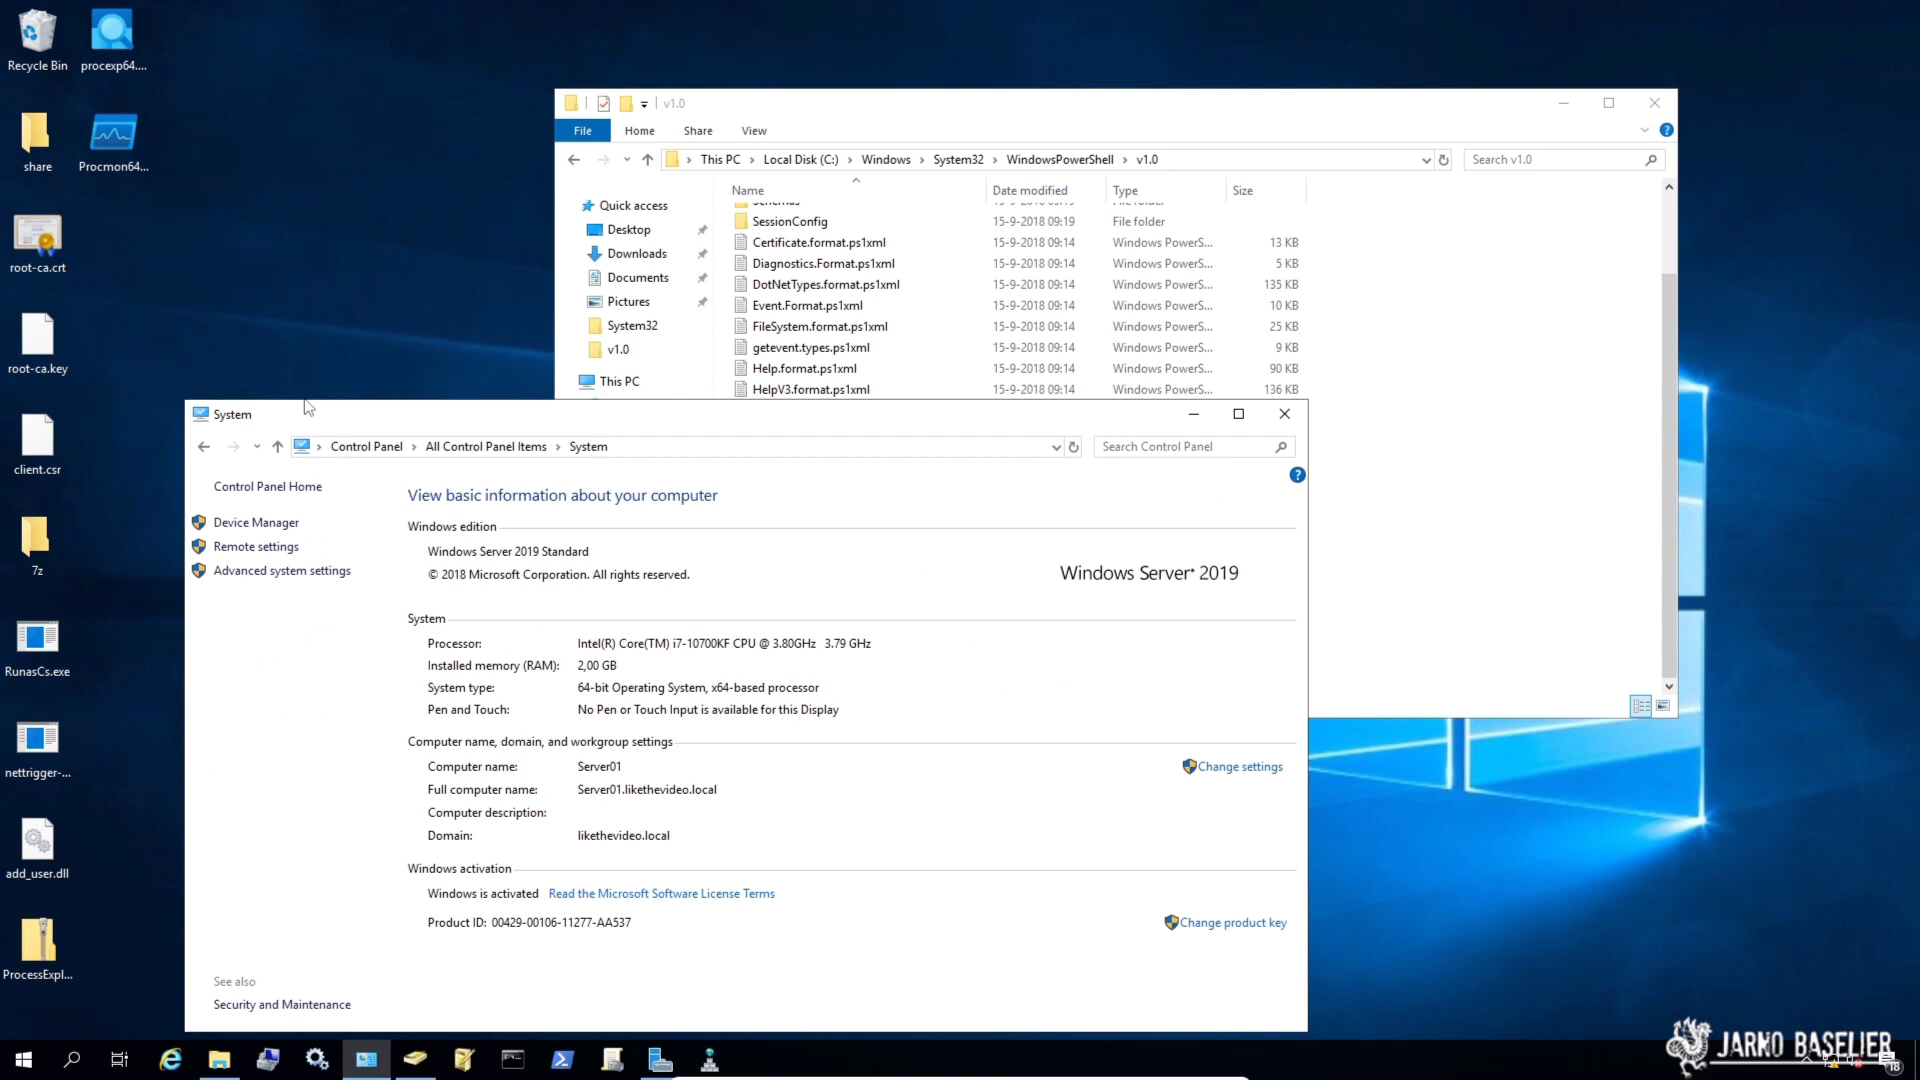 Recycle Bin
procexp64....
share
Procmon64...
root-ca.crt
root-ca.key
client.csr
7z
RunasCs.exe
nettrigger-...
add_user.dll
ProcessExpl...
v1.0
File
Home
Share
View
This PC
Local Disk (C:)
Windows
System32
WindowsPowerShell
v1.0
Search v1.0
Quick access
Desktop
Downloads
Documents
Pictures
System32
v1.0
This PC
Name Date modified Type Size
SessionConfig 15-9-2018 09:19 File folder
Certificate.format.ps1xml 15-9-2018 09:14 Windows PowerS... 13 KB
Diagnostics.Format.ps1xml 15-9-2018 09:14 Windows PowerS... 5 KB
DotNetTypes.format.ps1xml 15-9-2018 09:14 Windows PowerS... 135 KB
Event.Format.ps1xml 15-9-2018 09:14 Windows PowerS... 10 KB
FileSystem.format.ps1xml 15-9-2018 09:14 Windows PowerS... 25 KB
getevent.types.ps1xml 15-9-2018 09:14 Windows PowerS... 9 KB
Help.format.ps1xml 15-9-2018 09:14 Windows PowerS... 90 KB
HelpV3.format.ps1xml 15-9-2018 09:14 Windows PowerS... 136 KB
System
Control Panel
All Control Panel Items
System
Search Control Panel
Control Panel Home
Device Manager
Remote settings
Advanced system settings
See also
Security and Maintenance
View basic information about your computer
Windows edition
Windows Server 2019 Standard
© 2018 Microsoft Corporation. All rights reserved.
Windows Server® 2019
System
Processor: Intel(R) Core(TM) i7-10700KF CPU @ 3.80GHz 3.79 GHz
Installed memory (RAM): 2,00 GB
System type: 64-bit Operating System, x64-based processor
Pen and Touch: No Pen or Touch Input is available for this Display
Computer name, domain, and workgroup settings
Computer name: Server01
Change settings
Full computer name: Server01.likethevideo.local
Computer description:
Domain: likethevideo.local
Windows activation
Windows is activated Read the Microsoft Software License Terms
Product ID: 00429-00106-11277-AA537
Change product key
JARNO BASELIER
18